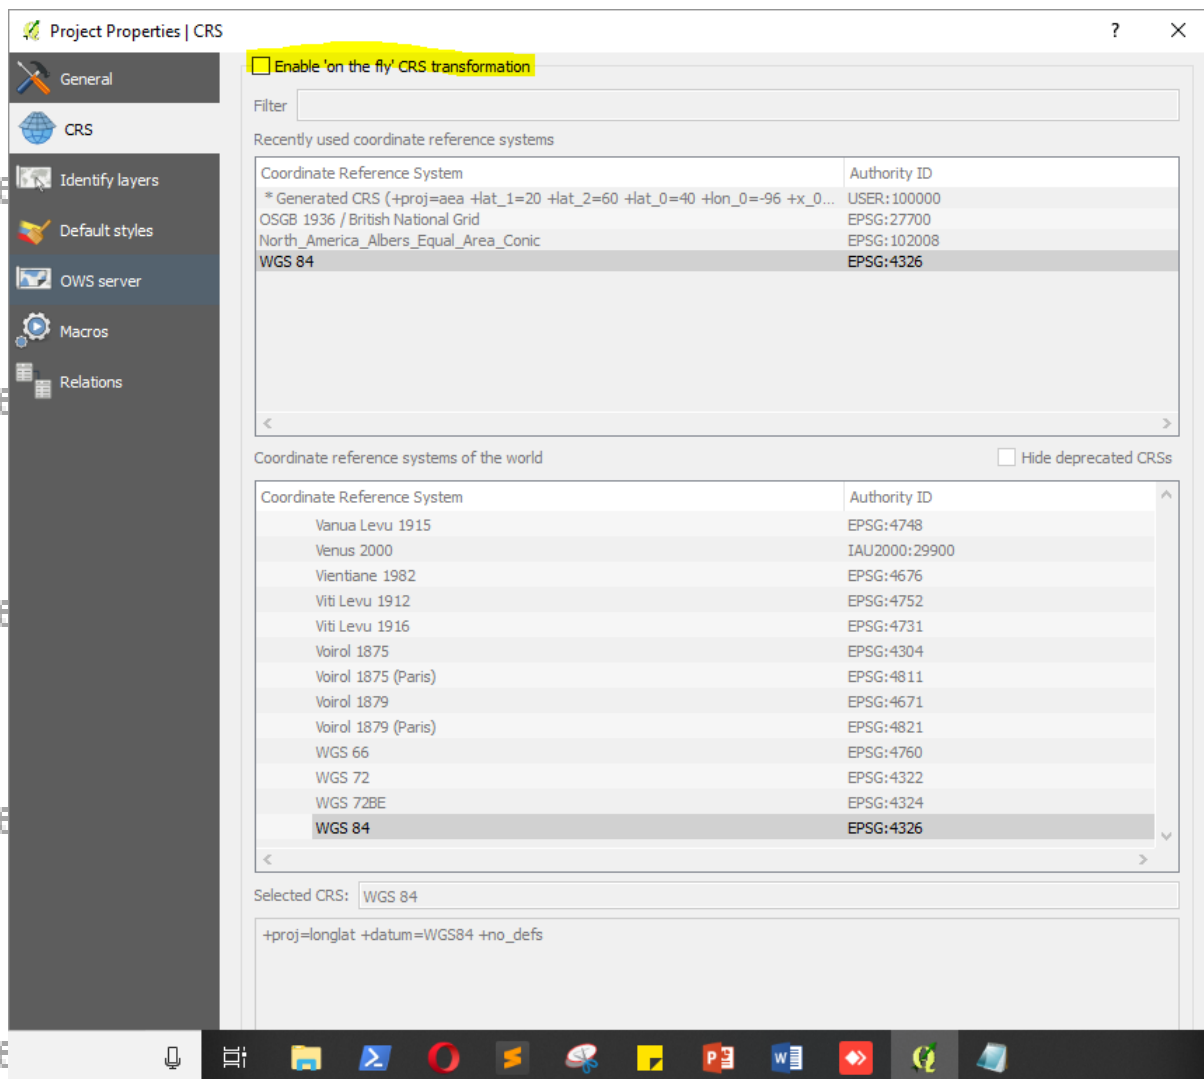 Project Properties | CRS
?
General
CRS
Identify layers
Default styles
OWS server
Macros
Relations
Enable 'on the fly' CRS transformation
Filter
Recently used coordinate reference systems
Coordinate Reference System Authority ID
* Generated CRS (+proj=aea +lat_1=20 +lat_2=60 +lat_0=40 +lon_0=-96 +x_0... USER:100000
OSGB 1936 / British National Grid EPSG:27700
North_America_Albers_Equal_Area_Conic EPSG:102008
WGS 84 EPSG:4326
Coordinate reference systems of the world Hide deprecated CRSs
Coordinate Reference System Authority ID
Vanua Levu 1915 EPSG:4748
Venus 2000 IAU2000:29900
Vientiane 1982 EPSG:4676
Viti Levu 1912 EPSG:4752
Viti Levu 1916 EPSG:4731
Voirol 1875 EPSG:4304
Voirol 1875 (Paris) EPSG:4811
Voirol 1879 EPSG:4671
Voirol 1879 (Paris) EPSG:4821
WGS 66 EPSG:4760
WGS 72 EPSG:4322
WGS 72BE EPSG:4324
WGS 84 EPSG:4326
Selected CRS: WGS 84
+proj=longlat +datum=WGS84 +no_defs